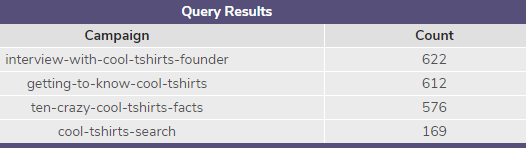 Query Results
Campaign Count
interview-with-cool-tshirts-founder 622
getting-to-know-cool-tshirts 612
ten-crazy-cool-tshirts-facts 576
cool-tshirts-search 169